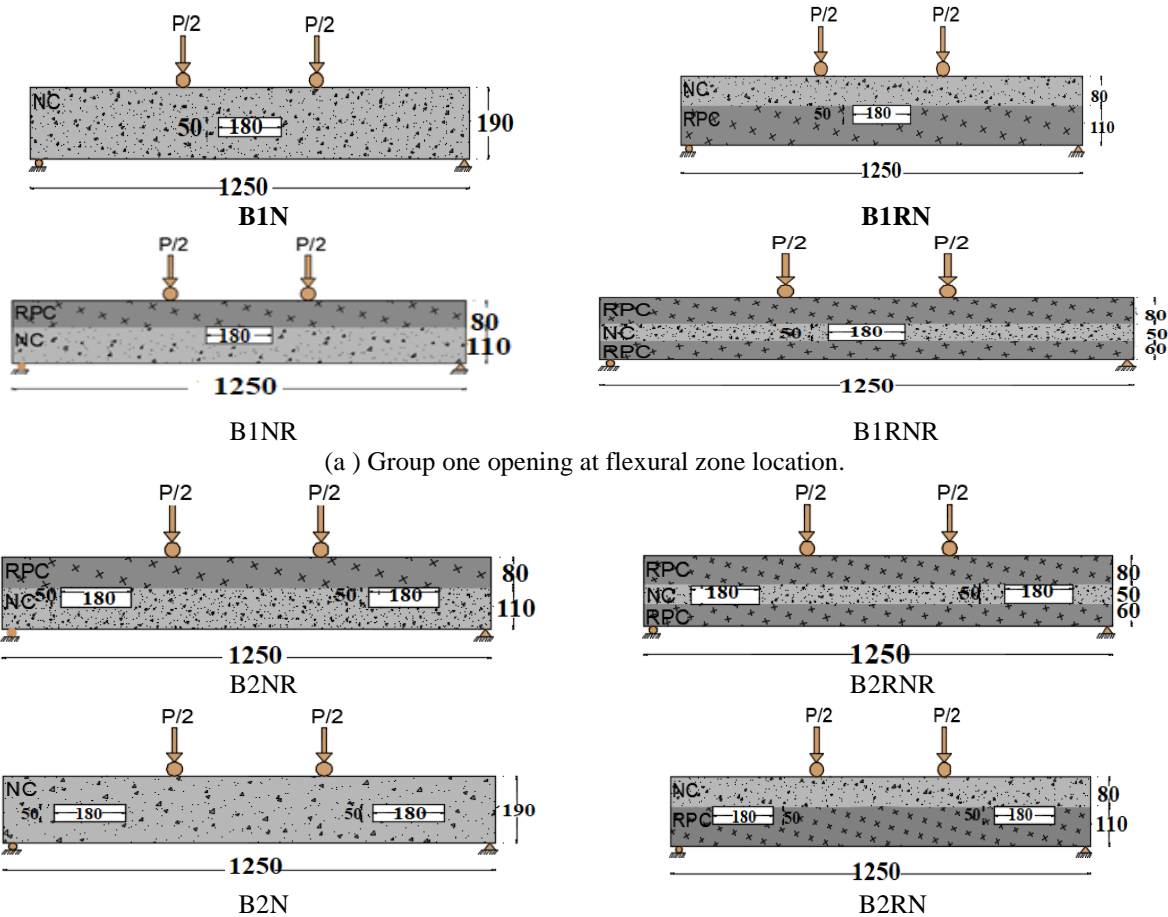 P/2 P/2
NC
50 180
190
1250
B1N
P/2 P/2
NC
RPC
50 180
80
110
1250
B1RN
P/2 P/2
RPC
NC
180
80
110
1250
B1NR
P/2 P/2
RPC
NC
RPC
50 180
80
50
60
1250
B1RNR
(a ) Group one opening at flexural zone location.
P/2 P/2
RPC
NC
50 180 50 180
80
110
1250
B2NR
P/2 P/2
RPC
NC
RPC
180 50 180
80
50
60
1250
B2RNR
P/2 P/2
NC
50 180 50 180
190
1250
B2N
P/2 P/2
NC
RPC
180 50 50 180
80
110
1250
B2RN